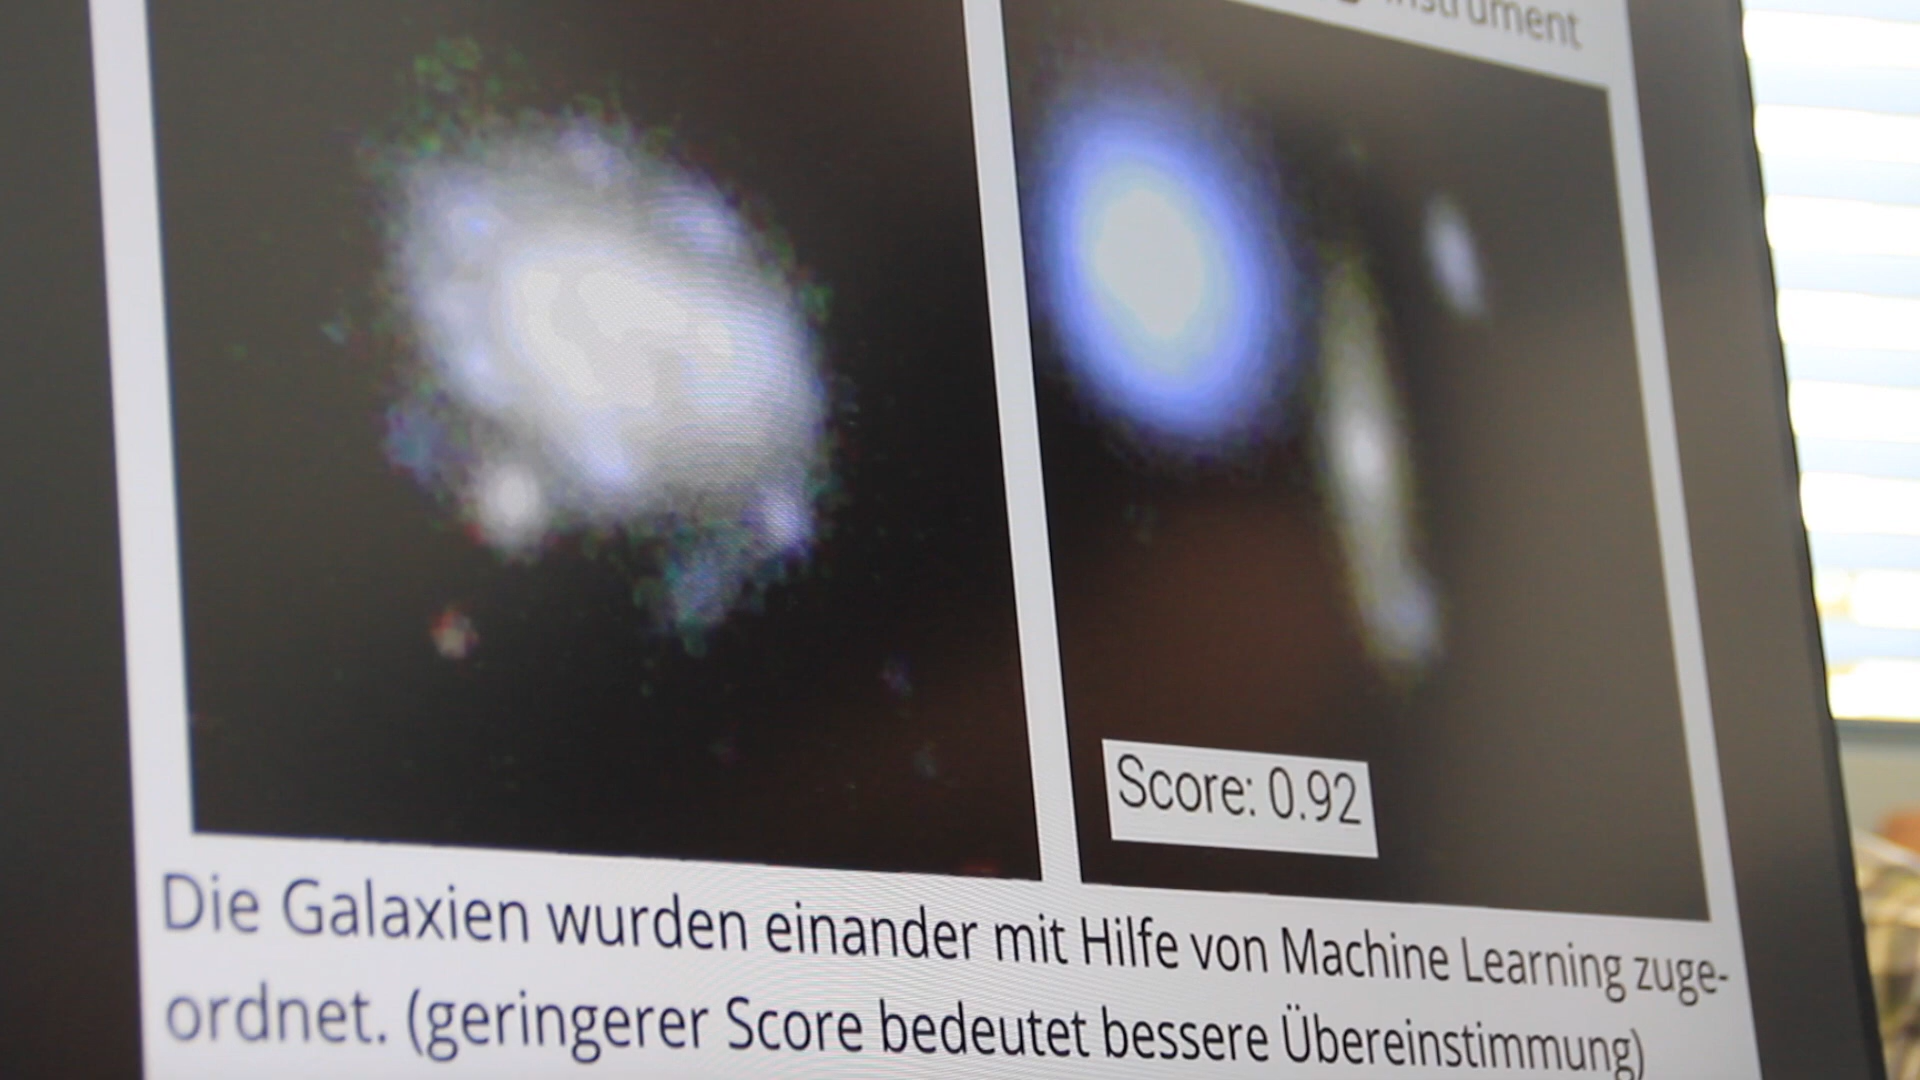 instrument
Score: 0.92
Die Galaxien wurden einander mit Hilfe von Machine Learning zuge-
ordnet. (geringerer Score bedeutet bessere Übereinstimmung)